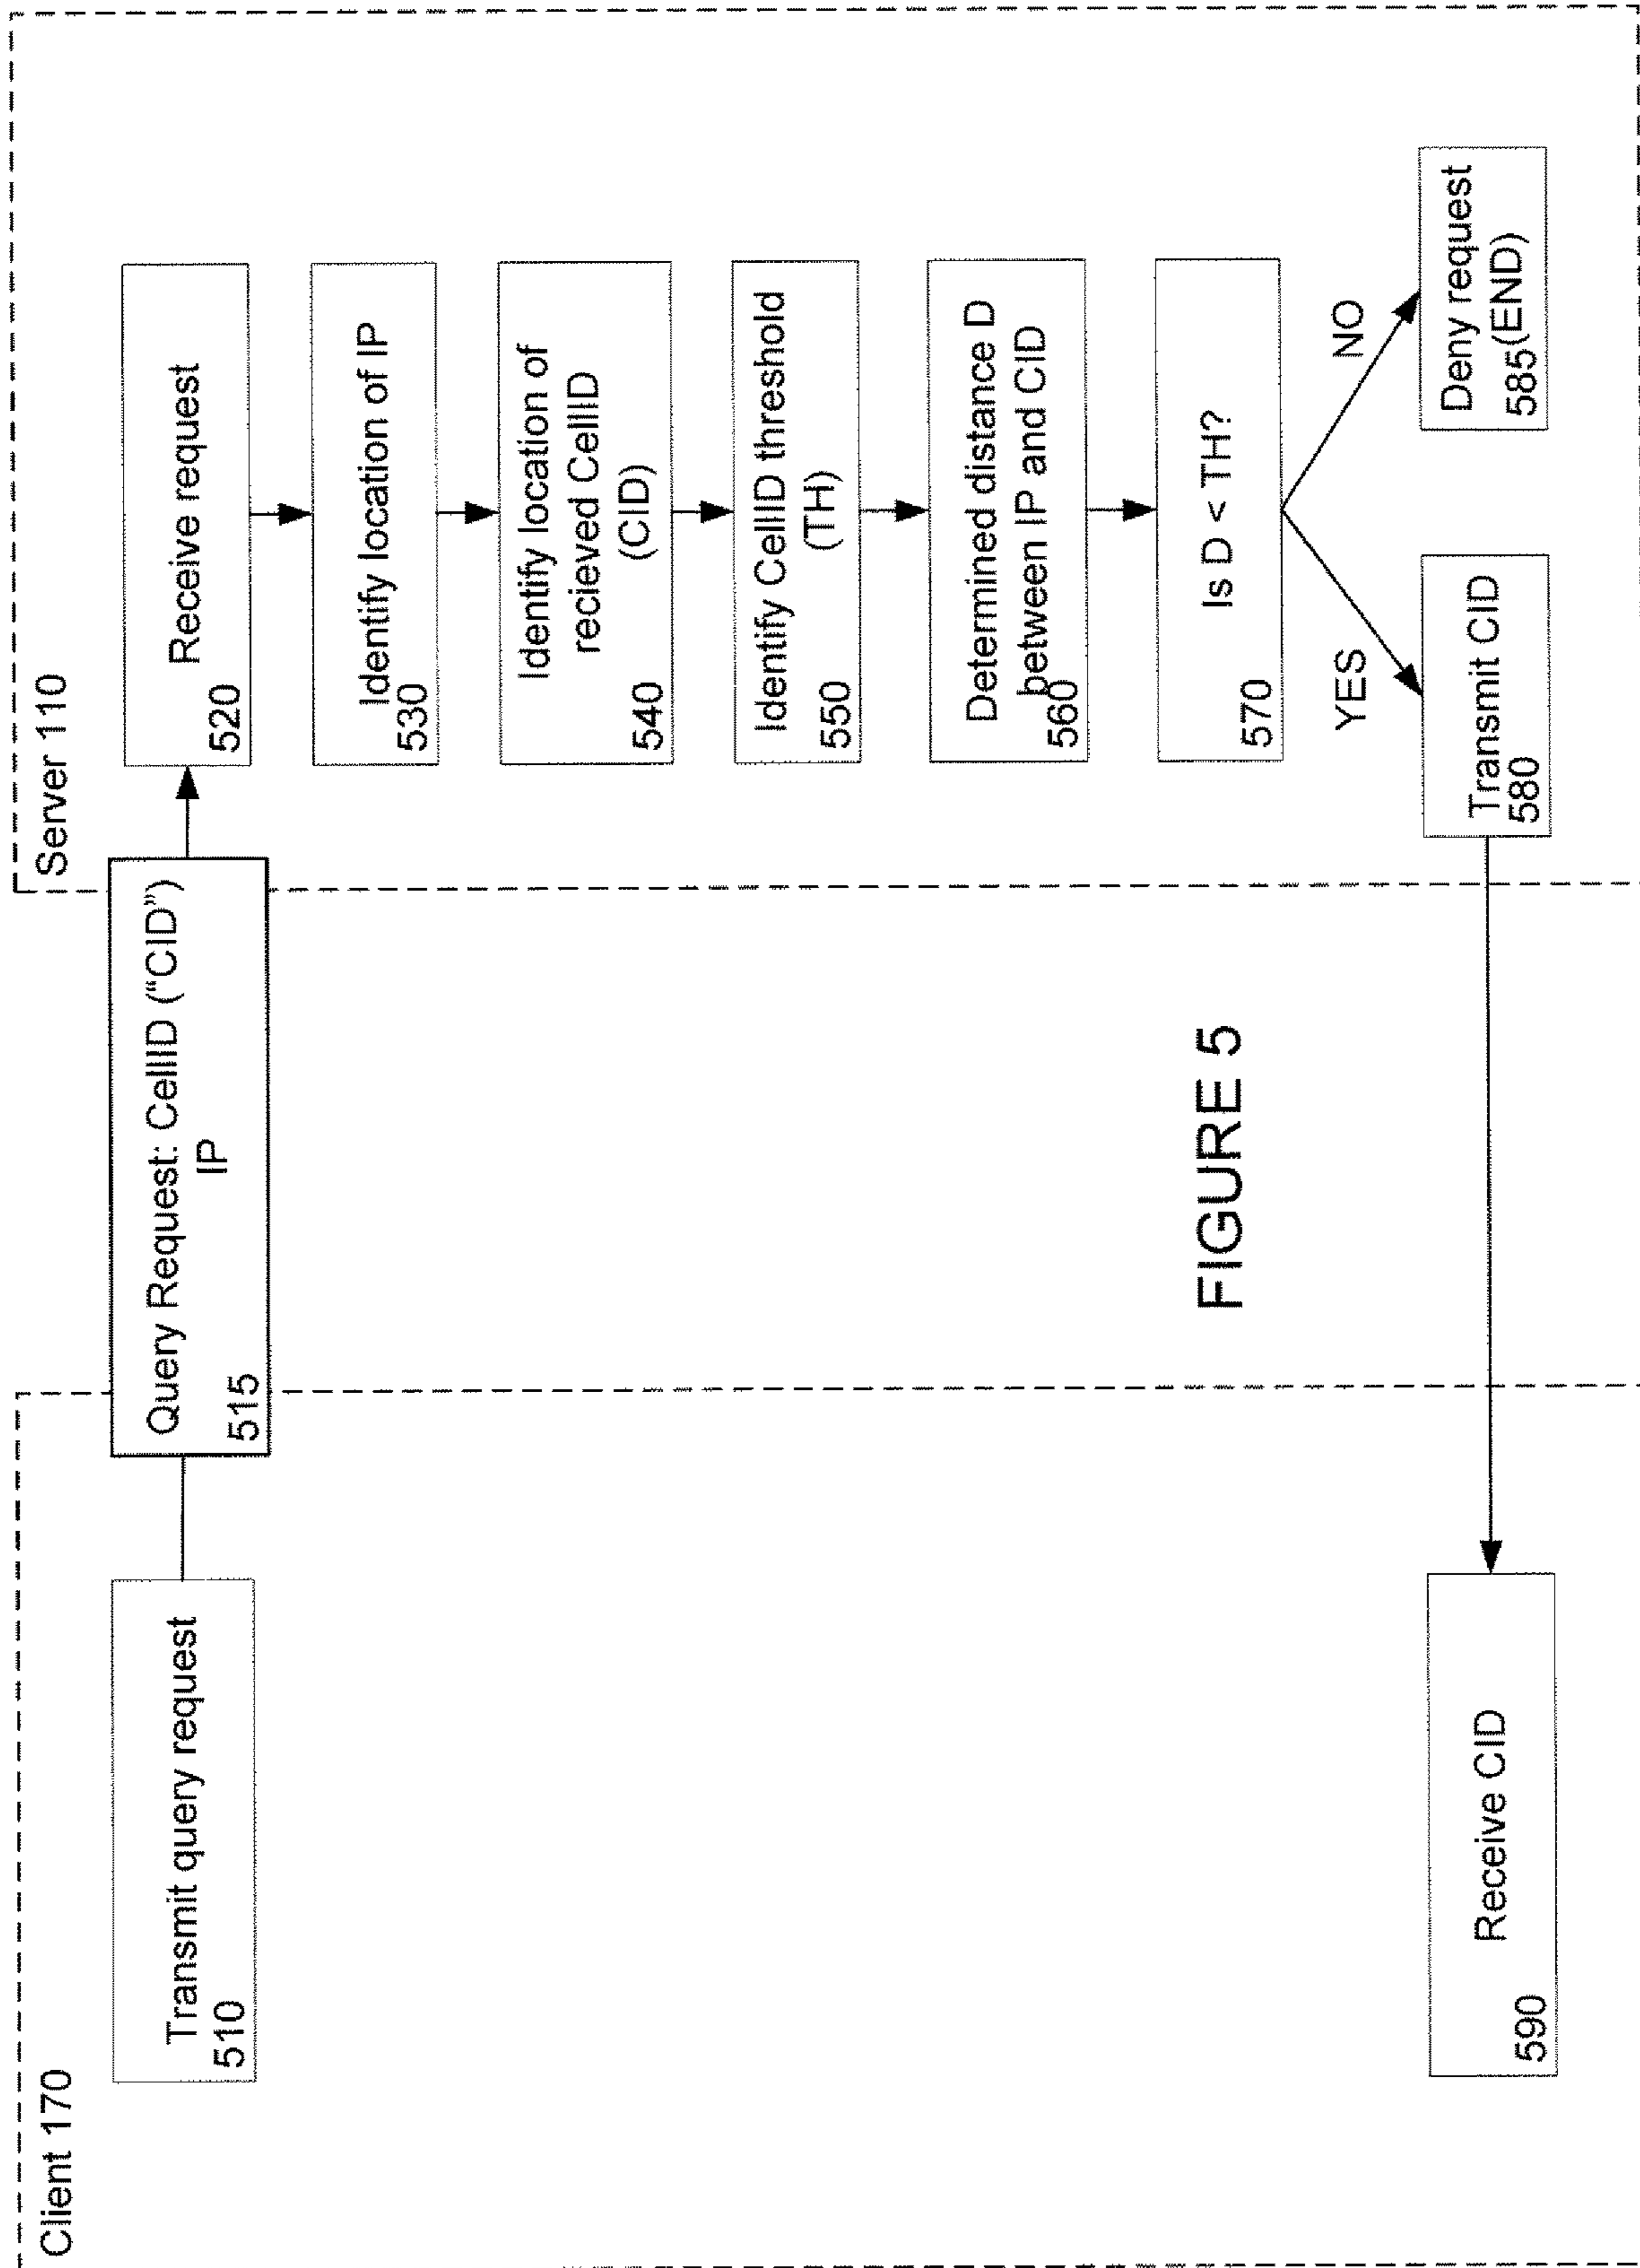 Client 170
Transmit query request
510
Query Request: CellID (“CID”)
IP
515
Server 110
Receive request
520
Identify location of IP
530
Identify location of
recieved CellID
(CID)
540
Identify CellID threshold
(TH)
550
Determined distance D
between IP and CID
560
Is D < TH?
570
YES
NO
Transmit CID
580
Deny request
(END)
585
Receive CID
590
FIGURE 5